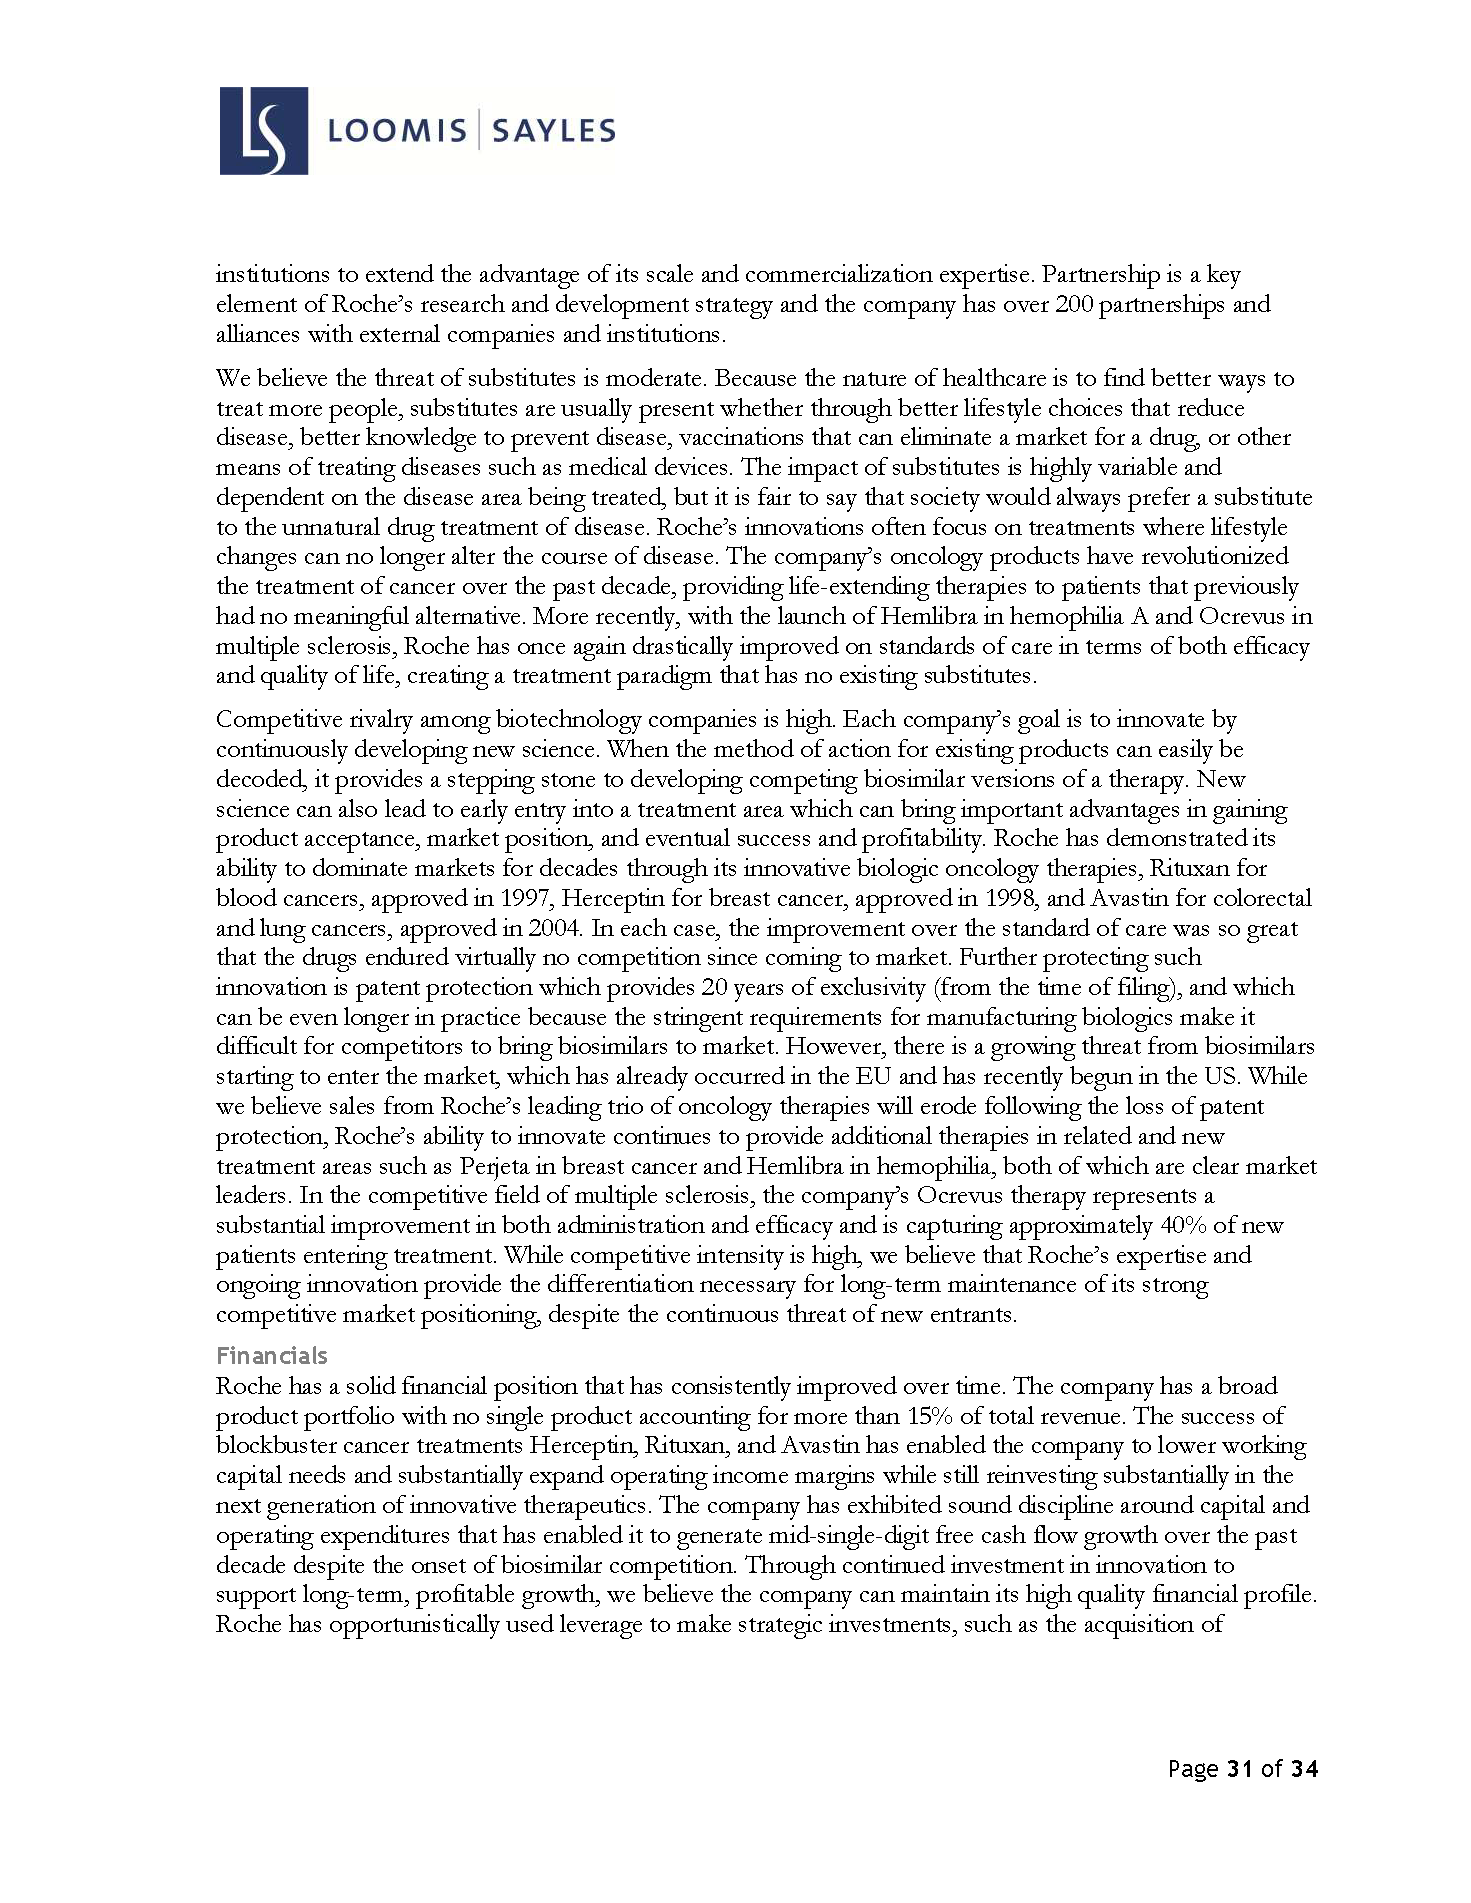 LS LOOMIS | SAYLES
institutions to extend the advantage of its scale and commercialization expertise. Partnership is a key
element of Roche’s research and development strategy and the company has over 200 partnerships and
alliances with external companies and institutions.
We believe the threat of substitutes is moderate. Because the nature of healthcare is to find better ways to
treat more people, substitutes are usually present whether through better lifestyle choices that reduce
disease, better knowledge to prevent disease, vaccinations that can eliminate a market for a drug, or other
means of treating diseases such as medical devices. The impact of substitutes is highly variable and
dependent on the disease area being treated, but it is fair to say that society would always prefer a substitute
to the unnatural drug treatment of disease. Roche’s innovations often focus on treatments where lifestyle
changes can no longer alter the course of disease. The company’s oncology products have revolutionized
the treatment of cancer over the past decade, providing life-extending therapies to patients that previously
had no meaningful alternative. More recently, with the launch of Hemlibra in hemophilia A and Ocrevus in
multiple sclerosis, Roche has once again drastically improved on standards of care in terms of both efficacy
and quality of life, creating a treatment paradigm that has no existing substitutes.
Competitive rivalry among biotechnology companies is high. Each company’s goal is to innovate by
continuously developing new science. When the method of action for existing products can easily be
decoded, it provides a stepping stone to developing competing biosimilar versions of a therapy. New
science can also lead to early entry into a treatment area which can bring important advantages in gaining
product acceptance, market position, and eventual success and profitability. Roche has demonstrated its
ability to dominate markets for decades through its innovative biologic oncology therapies, Rituxan for
blood cancers, approved in 1997, Herceptin for breast cancer, approved in 1998, and Avastin for colorectal
and lung cancers, approved in 2004. In each case, the improvement over the standard of care was so great
that the drugs endured virtually no competition since coming to market. Further protecting such
innovation is patent protection which provides 20 years of exclusivity (from the time of filing), and which
can be even longer in practice because the stringent requirements for manufacturing biologics make it
difficult for competitors to bring biosimilars to market. However, there is a growing threat from biosimilars
starting to enter the market, which has already occurred in the EU and has recently begun in the US. While
we believe sales from Roche’s leading trio of oncology therapies will erode following the loss of patent
protection, Roche’s ability to innovate continues to provide additional therapies in related and new
treatment areas such as Perjeta in breast cancer and Hemlibra in hemophilia, both of which are clear market
leaders. In the competitive field of multiple sclerosis, the company’s Ocrevus therapy represents a
substantial improvement in both administration and efficacy and is capturing approximately 40% of new
patients entering treatment. While competitive intensity is high, we believe that Roche’s expertise and
ongoing innovation provide the differentiation necessary for long-term maintenance of its strong
competitive market positioning, despite the continuous threat of new entrants.
Financials
Roche has a solid financial position that has consistently improved over time. The company has a broad
product portfolio with no single product accounting for more than 15% of total revenue. The success of
blockbuster cancer treatments Herceptin, Rituxan, and Avastin has enabled the company to lower working
capital needs and substantially expand operating income margins while still reinvesting substantially in the
next generation of innovative therapeutics. The company has exhibited sound discipline around capital and
operating expenditures that has enabled it to generate mid-single-digit free cash flow growth over the past
decade despite the onset of biosimilar competition. Through continued investment in innovation to
support long-term, profitable growth, we believe the company can maintain its high quality financial profile.
Roche has opportunistically used leverage to make strategic investments, such as the acquisition of
Page 31 of 34